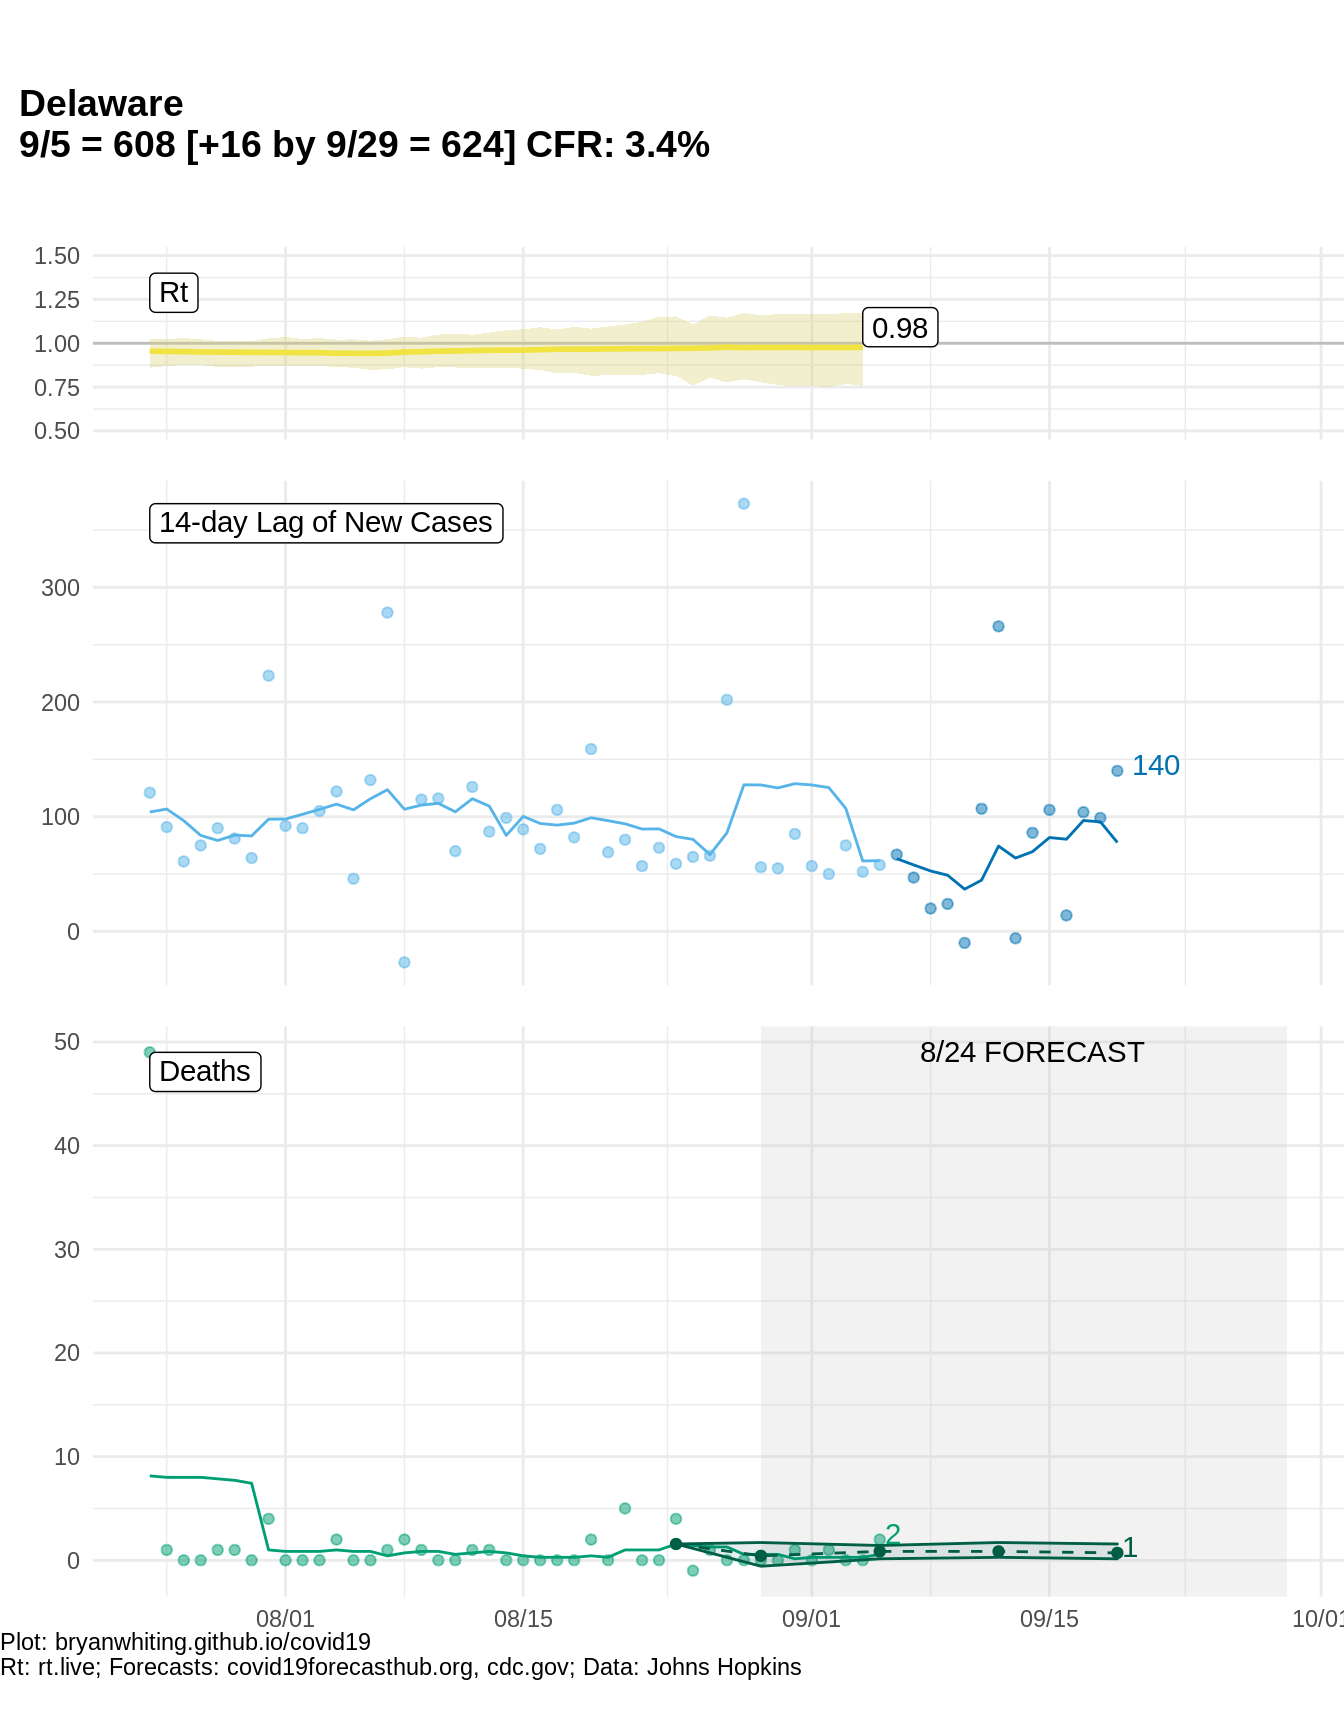 Delaware
9/5 = 608 [+16 by 9/29 = 624] CFR: 3.4%
1.50
Rt
1.25
0.98
1.00
0.75
0.50
14-day Lag of New Cases
300
200
140
100
0
50
8/24 FORECAST
Deaths
40
30
20
10
2
1
0
08/01 08/15 09/01 09/15 10/01
Plot: bryanwhiting.github.io/covid19
Rt: rt.live; Forecasts: covid19forecasthub.org, cdc.gov; Data: Johns Hopkins